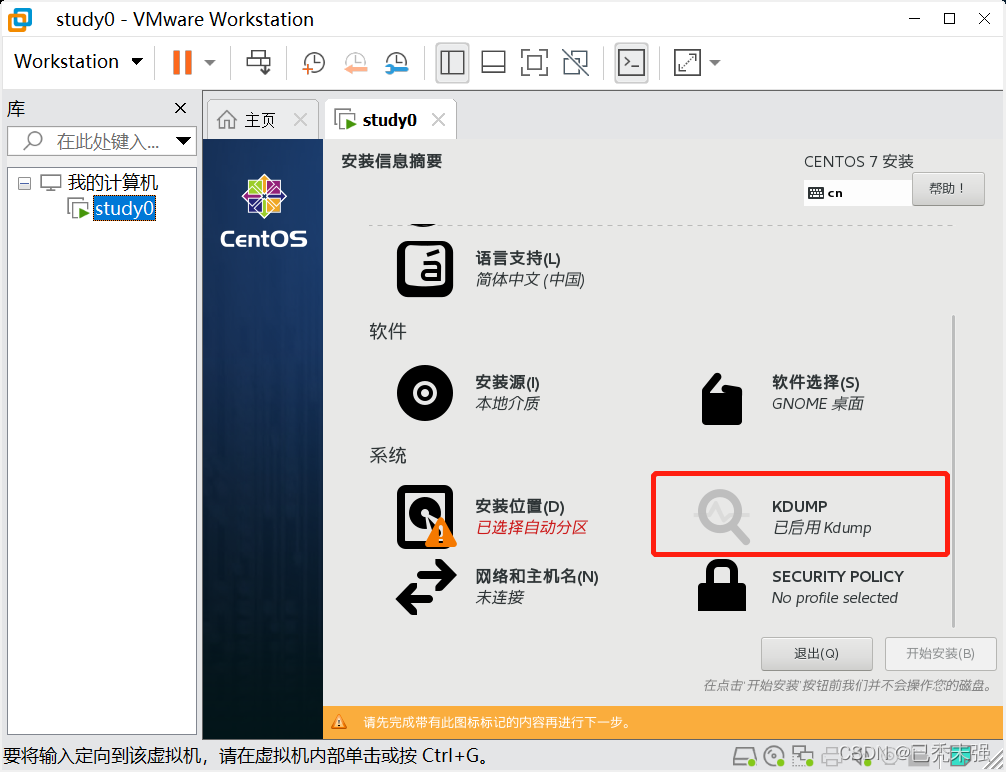 study0 - VMware Workstation
Workstation
库
在此处键入...
我的计算机
study0
主页
study0
CentOS
安装信息摘要
CENTOS 7 安装
cn
帮助！
语言支持(L)
简体中文 (中国)
软件
安装源(I)
本地介质
软件选择(S)
GNOME 桌面
系统
安装位置(D)
已选择自动分区
KDUMP
已启用 Kdump
网络和主机名(N)
未连接
SECURITY POLICY
No profile selected
退出(Q)
开始安装(B)
在点击'开始安装'按钮前我们并不会操作您的磁盘。
请先完成带有此图标标记的内容再进行下一步。
要将输入定向到该虚拟机，请在虚拟机内部单击或按 Ctrl+G。
CSDN @已秃未强